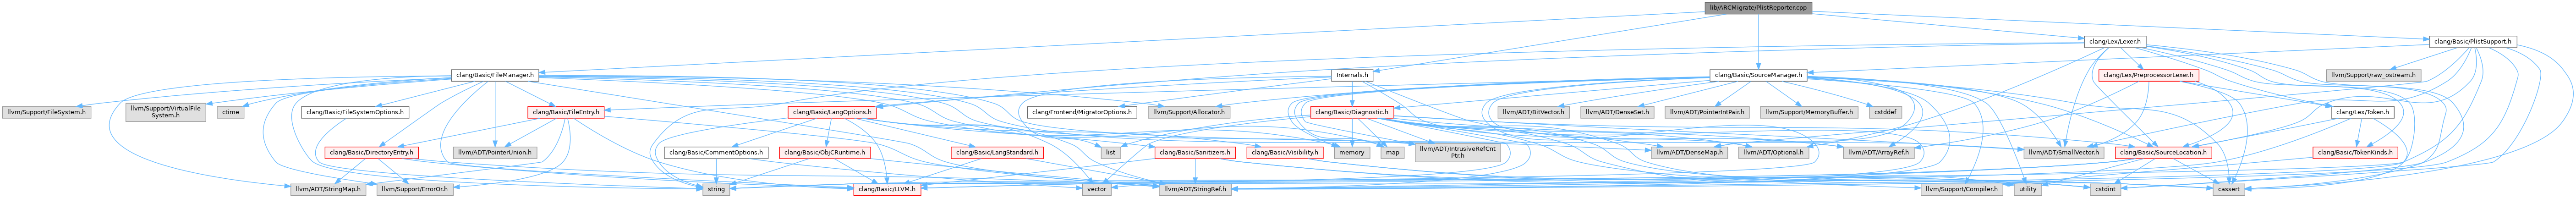 lib/ARCMigrate/PlistReporter.cpp
clang/Lex/Lexer.h
clang/Basic/PlistSupport.h
clang/Basic/FileManager.h
Internals.h
clang/Basic/SourceManager.h
clang/Lex/PreprocessorLexer.h
llvm/Support/raw_ostream.h
llvm/Support/FileSystem.h
llvm/Support/VirtualFile
System.h
ctime
clang/Basic/FileSystemOptions.h
clang/Basic/FileEntry.h
clang/Basic/LangOptions.h
clang/Frontend/MigratorOptions.h
llvm/Support/Allocator.h
clang/Basic/Diagnostic.h
llvm/ADT/BitVector.h
llvm/ADT/DenseSet.h
llvm/ADT/PointerIntPair.h
llvm/Support/MemoryBuffer.h
cstddef
clang/Lex/Token.h
clang/Basic/DirectoryEntry.h
llvm/ADT/PointerUnion.h
clang/Basic/CommentOptions.h
clang/Basic/ObjCRuntime.h
clang/Basic/LangStandard.h
list
clang/Basic/Sanitizers.h
clang/Basic/Visibility.h
memory
map
llvm/ADT/IntrusiveRefCnt
Ptr.h
llvm/ADT/DenseMap.h
llvm/ADT/Optional.h
llvm/ADT/ArrayRef.h
llvm/ADT/SmallVector.h
clang/Basic/SourceLocation.h
clang/Basic/TokenKinds.h
llvm/ADT/StringMap.h
llvm/Support/ErrorOr.h
string
clang/Basic/LLVM.h
vector
llvm/ADT/StringRef.h
llvm/Support/Compiler.h
utility
cstdint
cassert